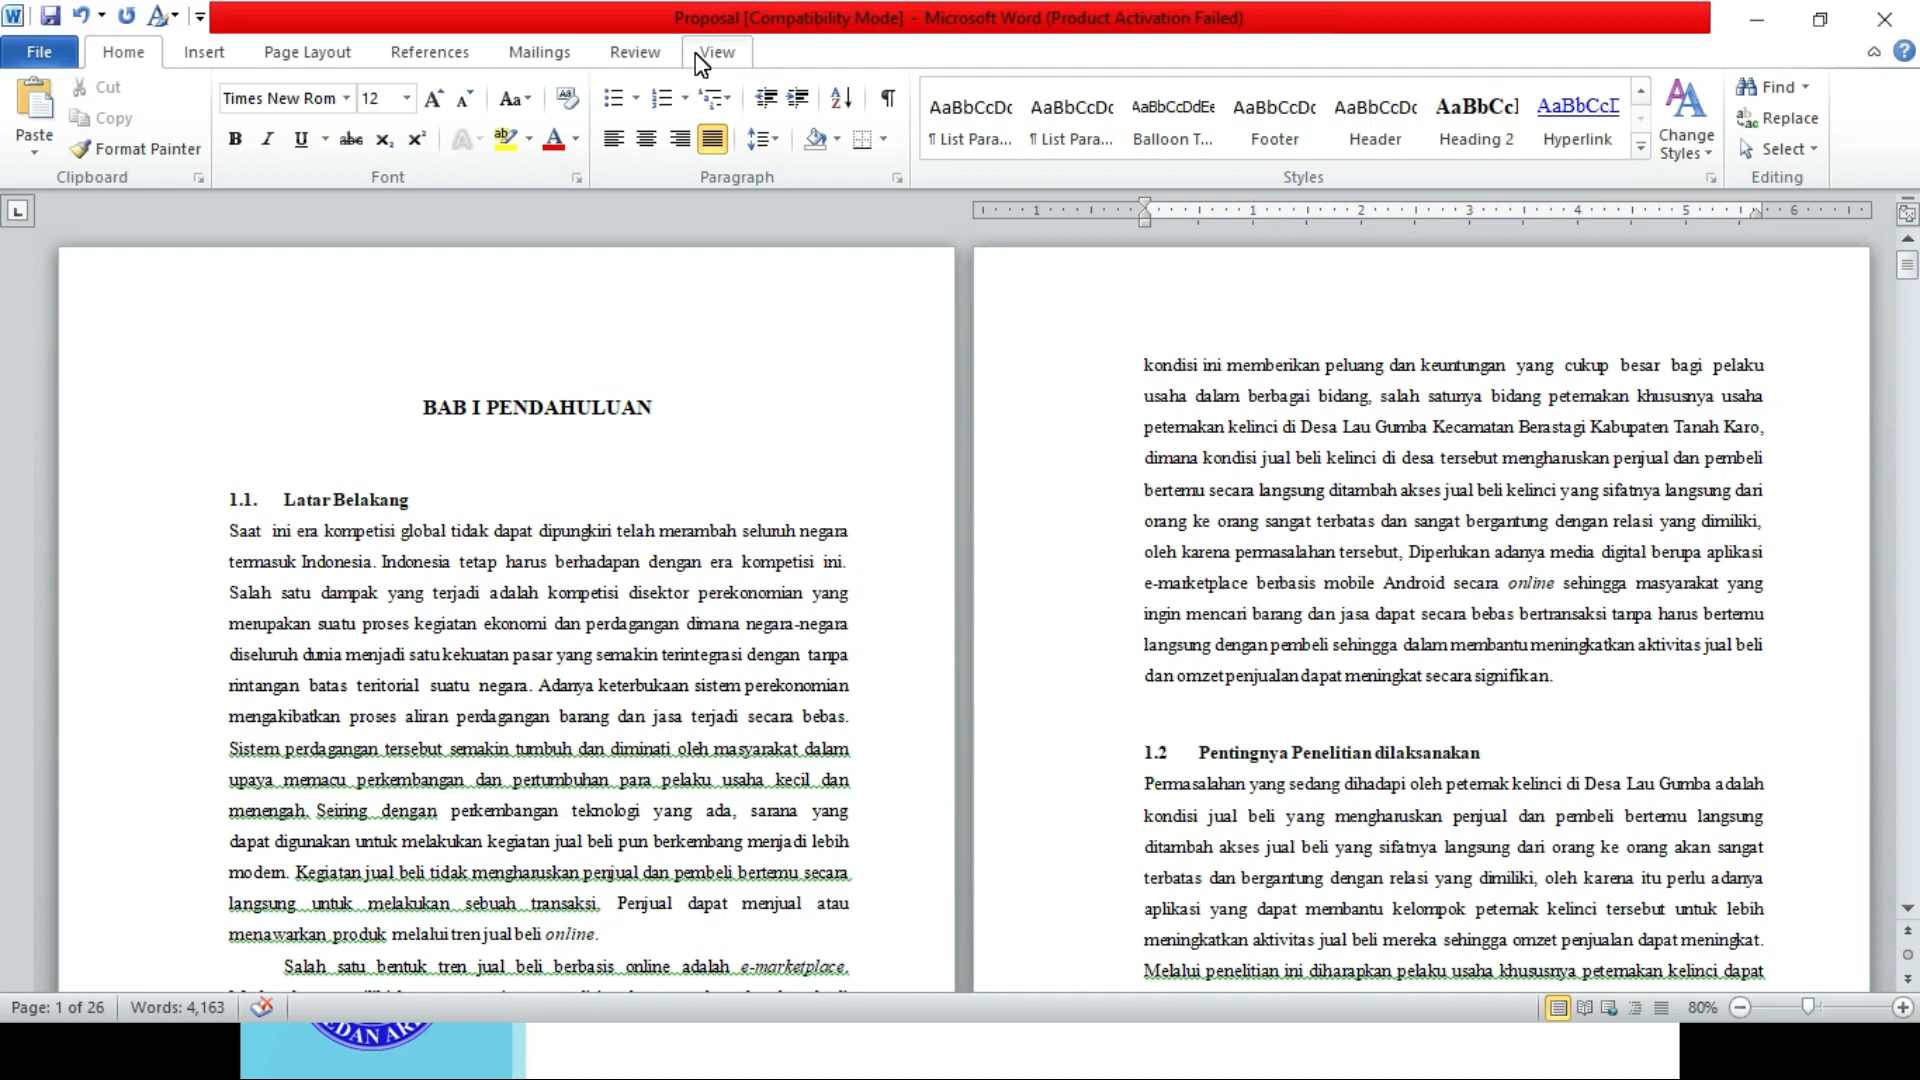 Proposal [Compatibility Mode] - Microsoft Word (Product Activation Failed)
File Home Insert Page Layout References Mailings Review View
Paste
Cut
Copy
Format Painter
Clipboard
Times New Rom 12
Font
Paragraph
AaBbCcDc AaBbCcDc AaBbCcDdEe AaBbCcDc AaBbCcDc AaBbCcI AaBbCcI
¶ List Para... ¶ List Para... Balloon T... Footer Header Heading 2 Hyperlink
Change Styles
Styles
Find
Replace
Select
Editing
1 1 2 3 4 5 6
BAB I PENDAHULUAN
1.1. Latar Belakang
Saat ini era kompetisi global tidak dapat dipungkiri telah merambah seluruh negara
termasuk Indonesia. Indonesia tetap harus berhadapan dengan era kompetisi ini.
Salah satu dampak yang terjadi adalah kompetisi disektor perekonomian yang
merupakan suatu proses kegiatan ekonomi dan perdagangan dimana negara-negara
diseluruh dunia menjadi satu kekuatan pasar yang semakin terintegrasi dengan tanpa
rintangan batas teritorial suatu negara. Adanya keterbukaan sistem perekonomian
mengakibatkan proses aliran perdagangan barang dan jasa terjadi secara bebas.
Sistem perdagangan tersebut semakin tumbuh dan diminati oleh masyarakat dalam
upaya memacu perkembangan dan pertumbuhan para pelaku usaha kecil dan
menengah. Seiring dengan perkembangan teknologi yang ada, sarana yang
dapat digunakan untuk melakukan kegiatan jual beli pun berkembang menjadi lebih
modern. Kegiatan jual beli tidak mengharuskan penjual dan pembeli bertemu secara
langsung untuk melakukan sebuah transaksi. Penjual dapat menjual atau
menawarkan produk melalui tren jual beli online.
Salah satu bentuk tren jual beli berbasis online adalah e-marketplace.
kondisi ini memberikan peluang dan keuntungan yang cukup besar bagi pelaku
usaha dalam berbagai bidang, salah satunya bidang peternakan khususnya usaha
peternakan kelinci di Desa Lau Gumba Kecamatan Berastagi Kabupaten Tanah Karo,
dimana kondisi jual beli kelinci di desa tersebut mengharuskan penjual dan pembeli
bertemu secara langsung ditambah akses jual beli kelinci yang sifatnya langsung dari
orang ke orang sangat terbatas dan sangat bergantung dengan relasi yang dimiliki,
oleh karena permasalahan tersebut, Diperlukan adanya media digital berupa aplikasi
e-marketplace berbasis mobile Android secara online sehingga masyarakat yang
ingin mencari barang dan jasa dapat secara bebas bertransaksi tanpa harus bertemu
langsung dengan pembeli sehingga dalam membantu meningkatkan aktivitas jual beli
dan omzet penjualan dapat meningkat secara signifikan.
1.2 Pentingnya Penelitian dilaksanakan
Permasalahan yang sedang dihadapi oleh peternak kelinci di Desa Lau Gumba adalah
kondisi jual beli yang mengharuskan penjual dan pembeli bertemu langsung
ditambah akses jual beli yang sifatnya langsung dari orang ke orang akan sangat
terbatas dan bergantung dengan relasi yang dimiliki, oleh karena itu perlu adanya
aplikasi yang dapat membantu kelompok peternak kelinci tersebut untuk lebih
meningkatkan aktivitas jual beli mereka sehingga omzet penjualan dapat meningkat.
Melalui penelitian ini diharapkan pelaku usaha khususnya peternakan kelinci dapat
Page: 1 of 26 Words: 4,163 80%
DAN AR